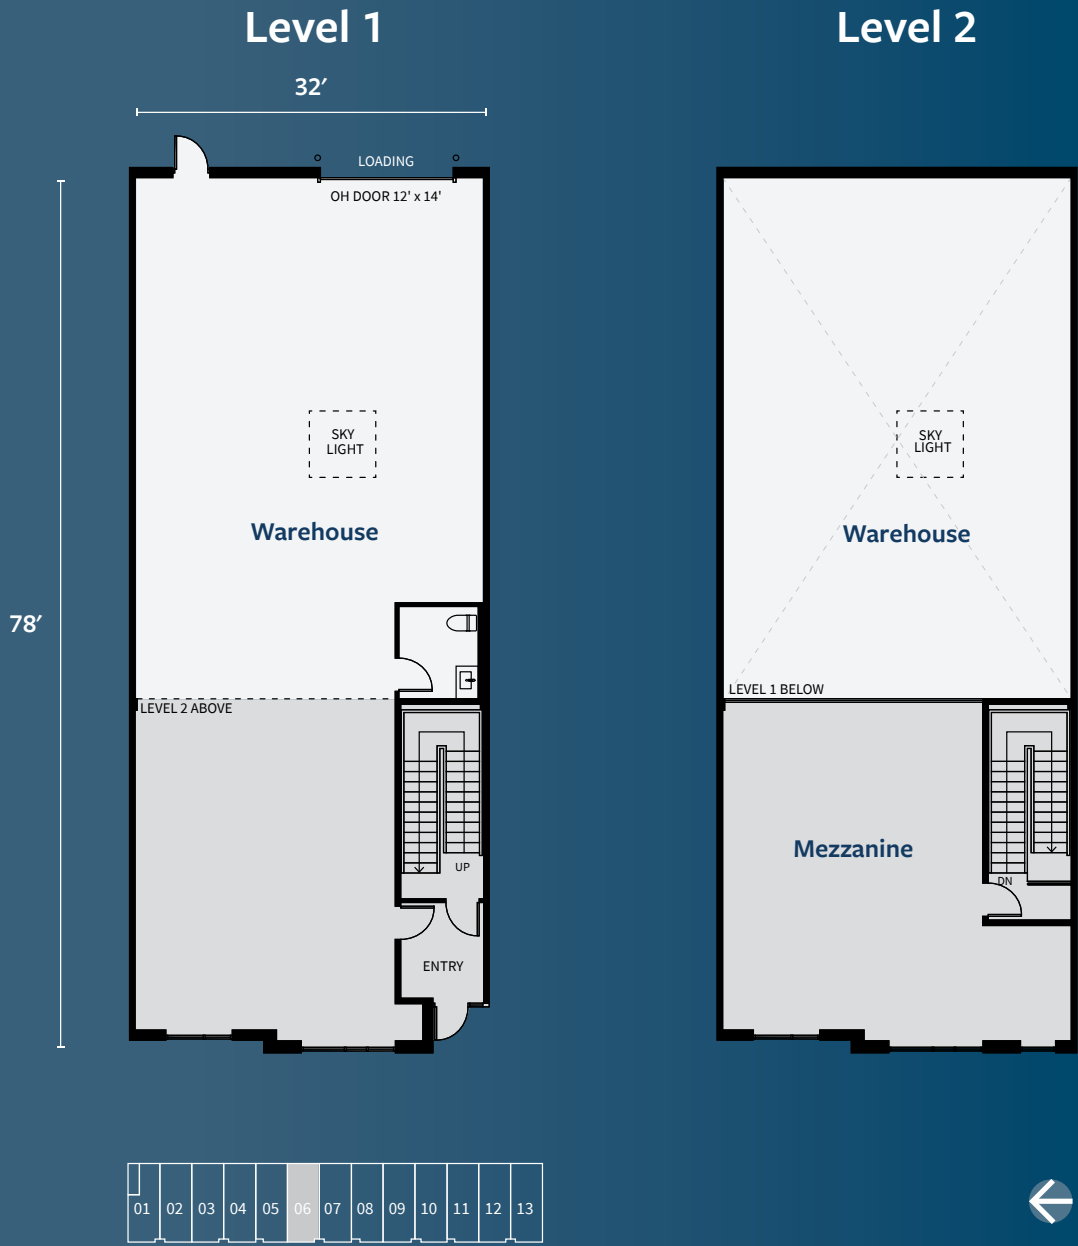 Level 1
Level 2
32′
LOADING
OH DOOR 12' x 14'
SKY
LIGHT
SKY
LIGHT
Warehouse
Warehouse
78′
LEVEL 1 BELOW
LEVEL 2 ABOVE
Mezzanine
UP
DN
ENTRY
01 02 03 04 05 06 07 08 09 10 11 12 13